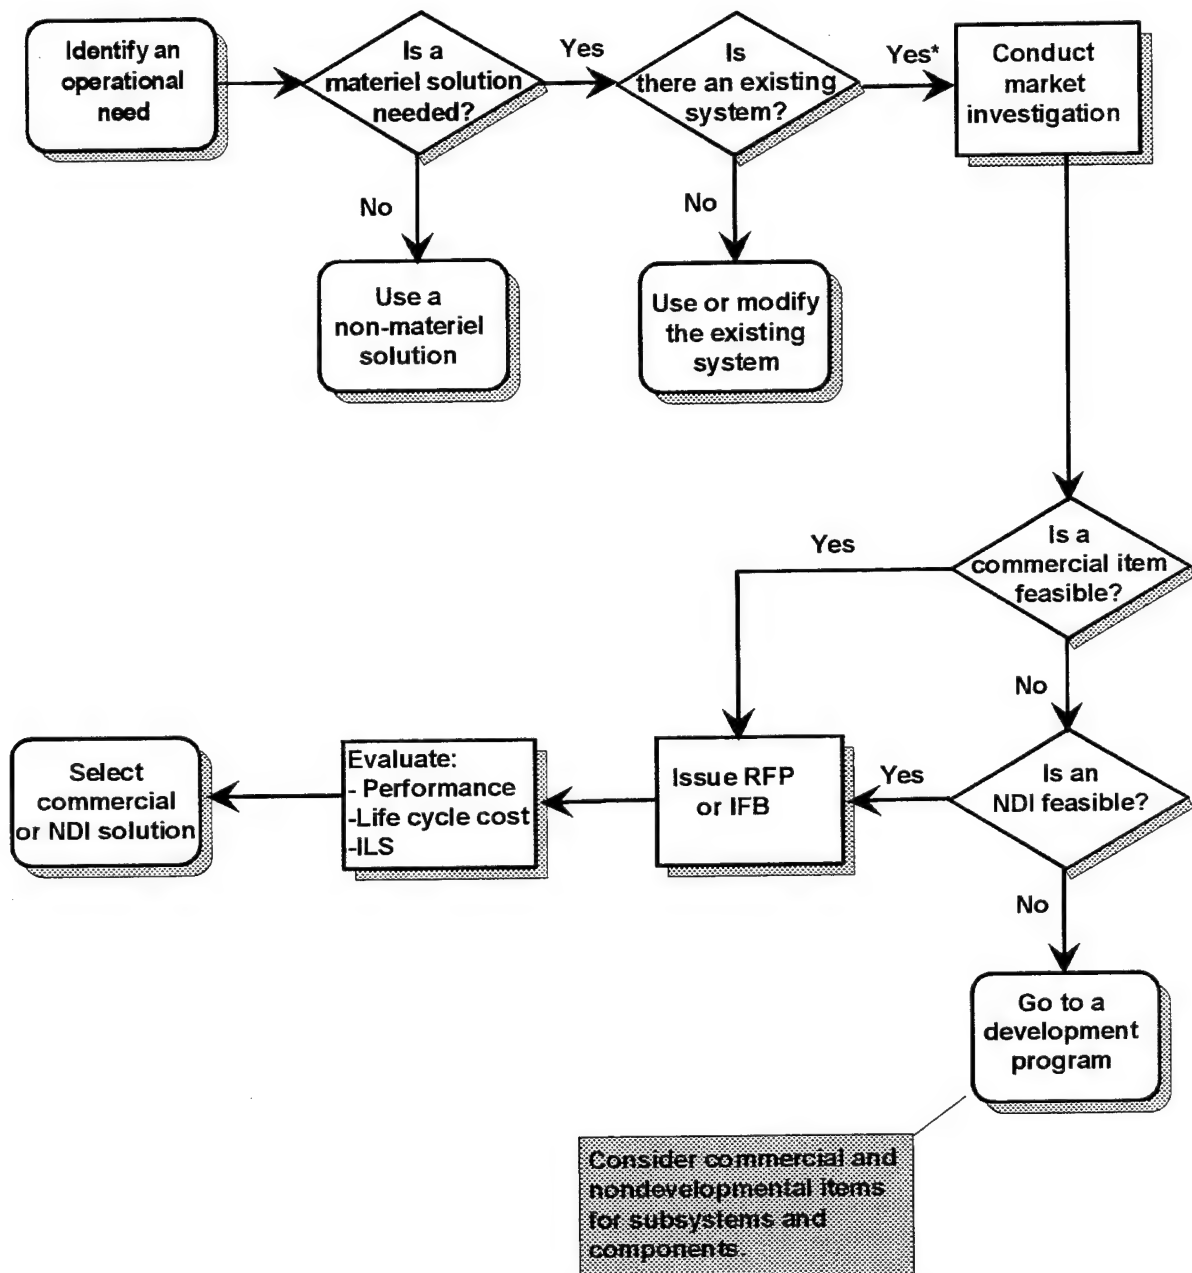 Identify an
operational
need
Is a
materiel solution
needed?
Yes
Is
there an existing
system?
Yes*
Conduct
market
investigation
No
No
Use a
non-materiel
solution
Use or modify
the existing
system
Yes
Is a
commercial item
feasible?
No
Select
commercial
or NDI solution
Evaluate:
- Performance
-Life cycle cost
-ILS
Issue RFP
or IFB
Yes
Is an
NDI feasible?
No
Go to a
development
program
Consider commercial and
nondevelopmental items
for subsystems and
components.